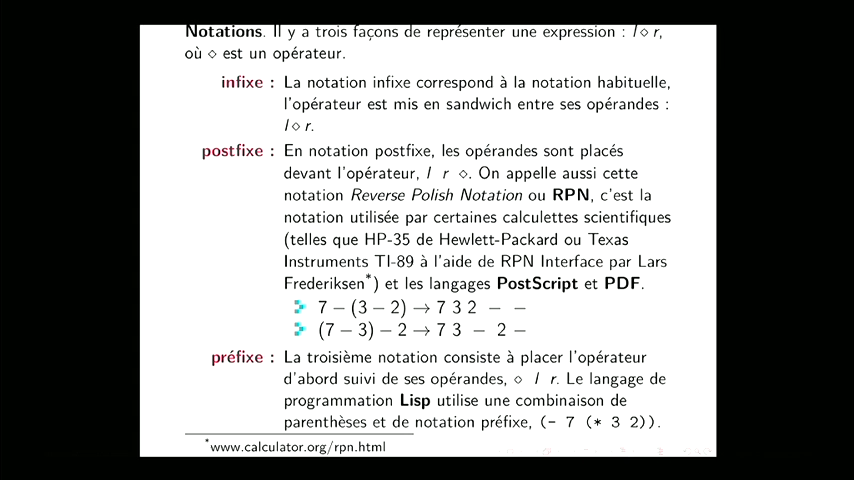 Notations. Il y a trois façons de représenter une expression : l ⋄ r,
où ⋄ est un opérateur.
infixe : La notation infixe correspond à la notation habituelle,
l'opérateur est mis en sandwich entre ses opérandes :
l ⋄ r.
postfixe : En notation postfixe, les opérandes sont placés
devant l'opérateur, l r ⋄. On appelle aussi cette
notation Reverse Polish Notation ou RPN, c'est la
notation utilisée par certaines calculettes scientifiques
(telles que HP-35 de Hewlett-Packard ou Texas
Instruments TI-89 à l'aide de RPN Interface par Lars
Frederiksen*) et les langages PostScript et PDF.
7 − (3 − 2) → 7 3 2 − −
(7 − 3) − 2 → 7 3 − 2 −
préfixe : La troisième notation consiste à placer l'opérateur
d'abord suivi de ses opérandes, ⋄ l r. Le langage de
programmation Lisp utilise une combinaison de
parenthèses et de notation préfixe, (- 7 (* 3 2)).
*www.calculator.org/rpn.html